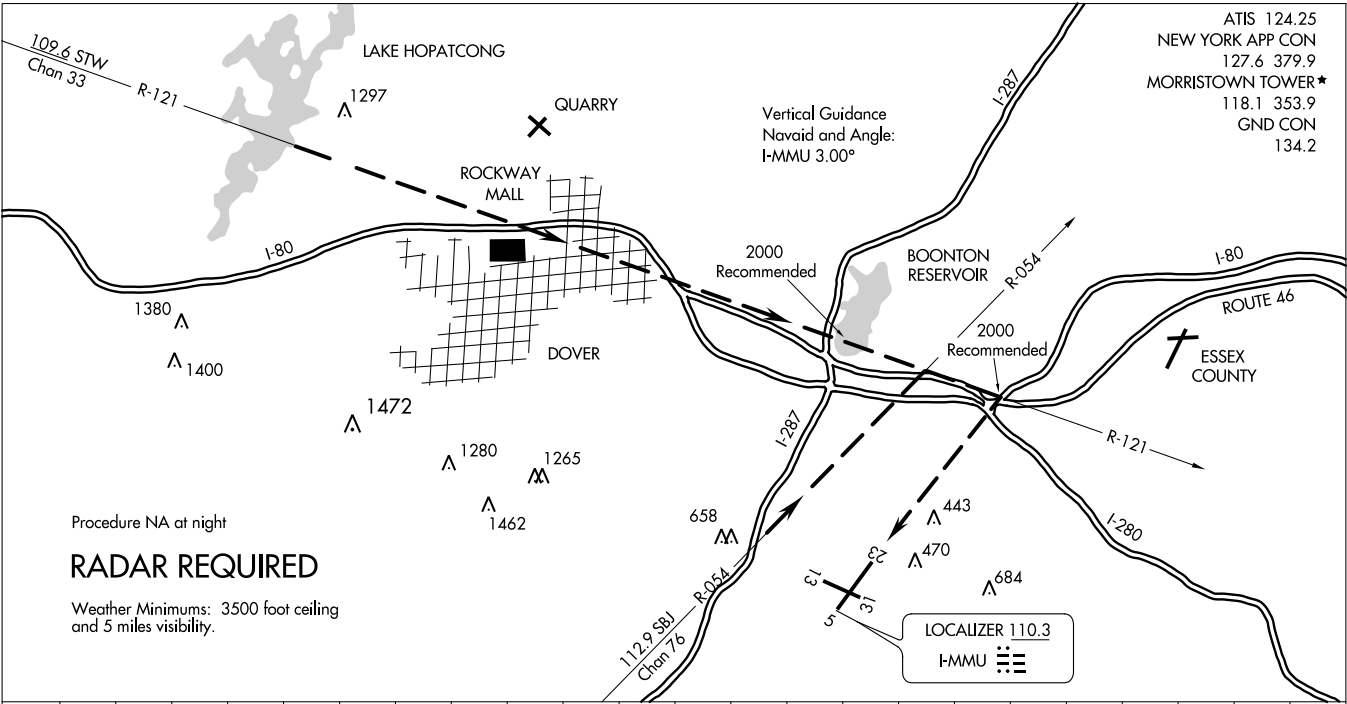 109.6 STW
Chan 33
R-121
LAKE HOPATCONG
1297
QUARRY
ROCKWAY
MALL
Vertical Guidance
Navaid and Angle:
I-MMU 3.00°
I-287
ATIS 124.25
NEW YORK APP CON
127.6 379.9
MORRISTOWN TOWER★
118.1 353.9
GND CON
134.2
I-80
2000
Recommended
BOONTON
RESERVOIR
R-054
I-80
ROUTE 46
2000
Recommended
ESSEX
COUNTY
1380
1400
DOVER
1472
1280
1265
1462
I-287
R-121
658
443
470
684
I-280
Procedure NA at night
RADAR REQUIRED
Weather Minimums: 3500 foot ceiling
and 5 miles visibility.
R-054
112.9 SBJ
Chan 76
23
13
31
5
LOCALIZER 110.3
I-MMU